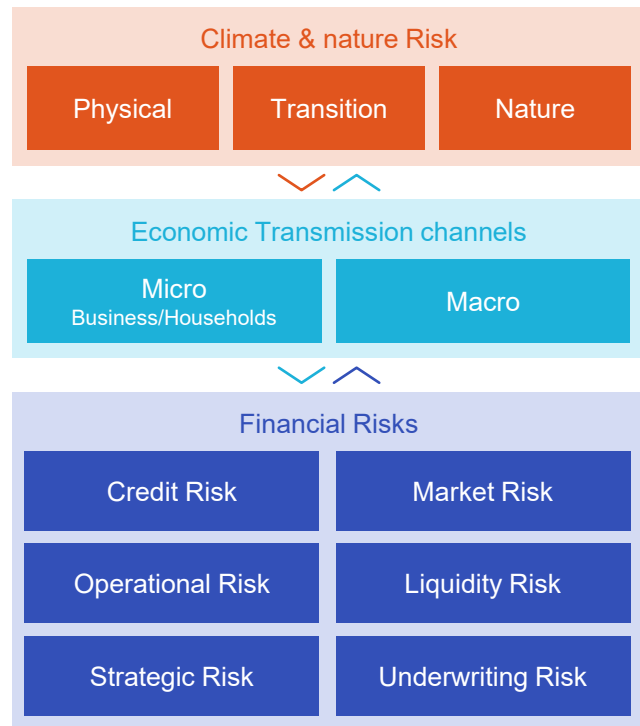 Climate & nature Risk
Physical
Transition
Nature
Economic Transmission channels
Micro
Business/Households
Macro
Financial Risks
Credit Risk
Market Risk
Operational Risk
Liquidity Risk
Strategic Risk
Underwriting Risk